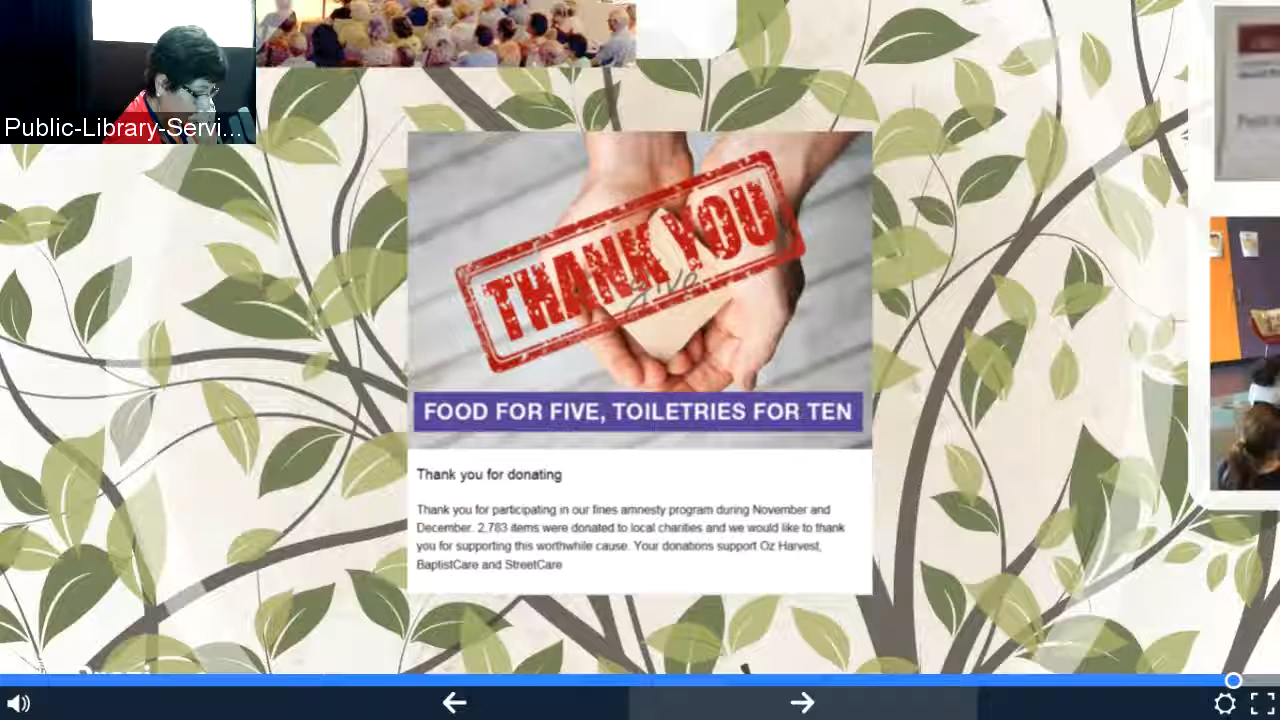 Public-Library-Servi...
THANK YOU
give
FOOD FOR FIVE, TOILETRIES FOR TEN
Thank you for donating
Thank you for participating in our fines amnesty program during November and
December. 2,783 items were donated to local charities and we would like to thank
you for supporting this worthwhile cause. Your donations support Oz Harvest,
BaptistCare and StreetCare